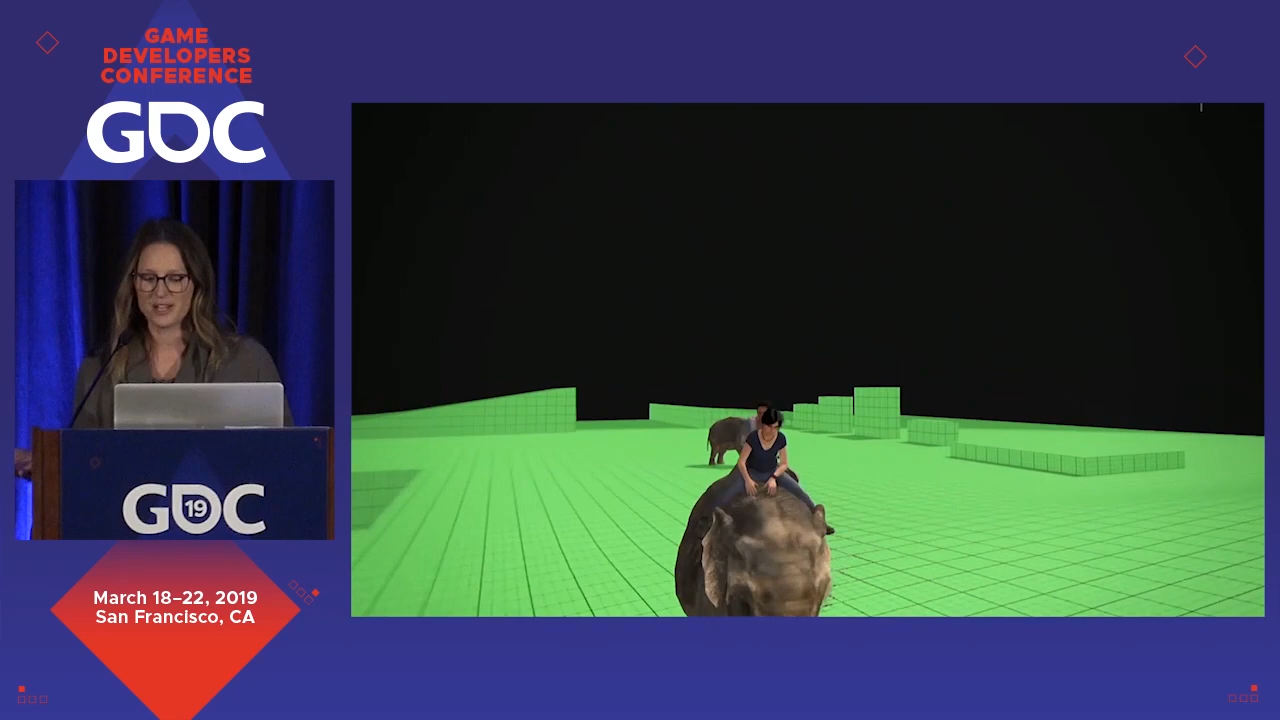 GAME
DEVELOPERS
CONFERENCE
GDC
GDC
19
March 18–22, 2019
San Francisco, CA